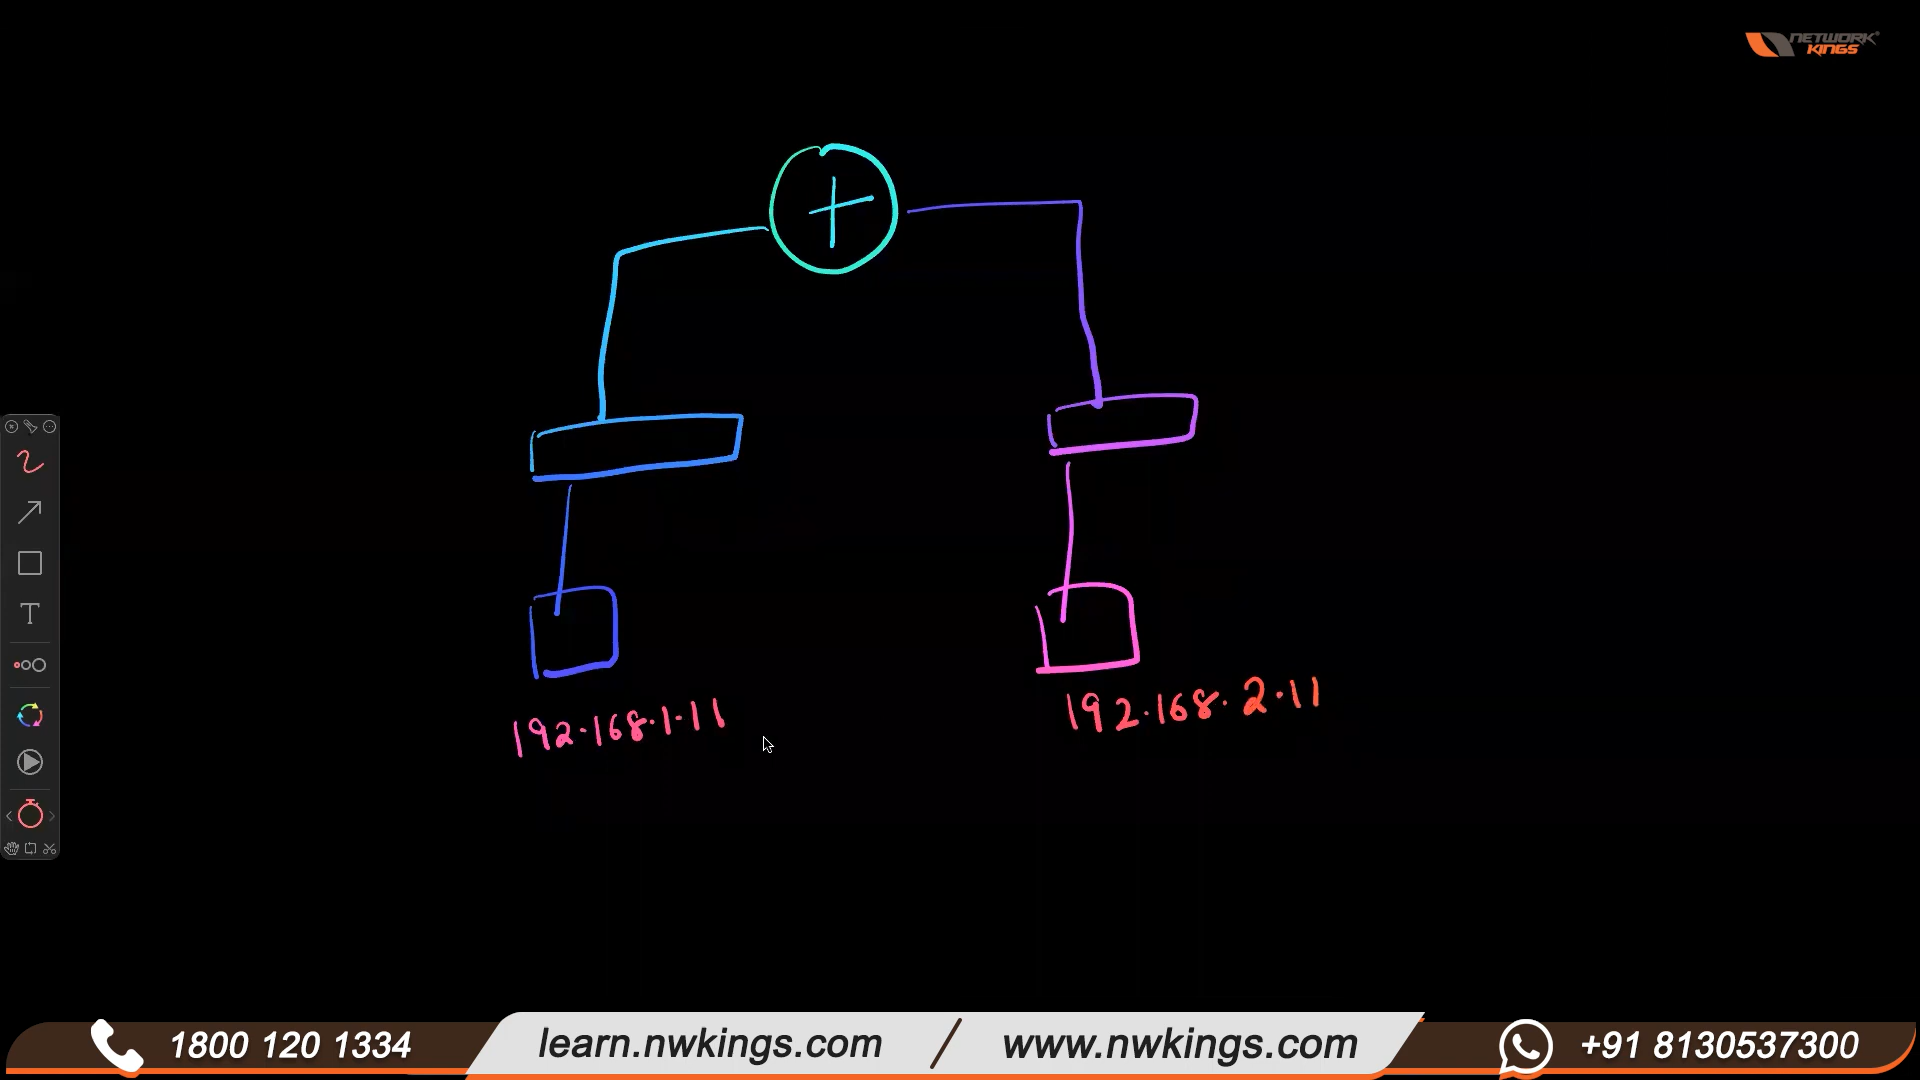 NETWORK
KINGS
T
192.168.1.11
192.168.2.11
1800 120 1334
learn.nwkings.com / www.nwkings.com
+91 8130537300